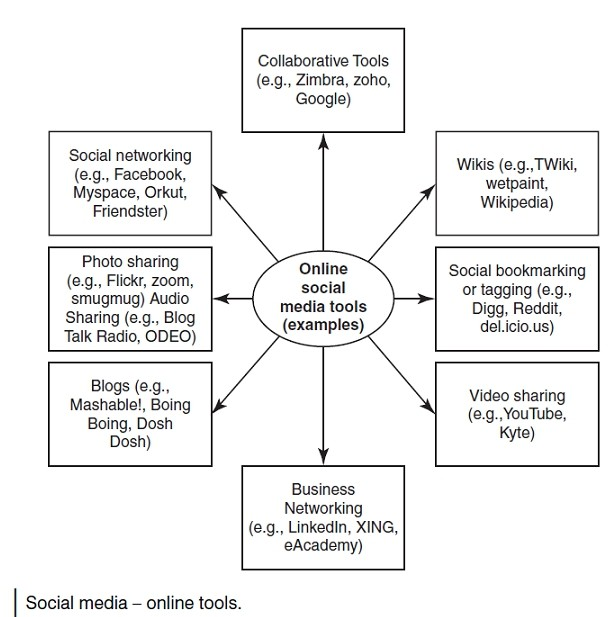 Collaborative Tools
(e.g., Zimbra, zoho,
Google)
Social networking
(e.g., Facebook,
Myspace, Orkut,
Friendster)
Wikis (e.g.,TWiki,
wetpaint,
Wikipedia)
Photo sharing
(e.g., Flickr, zoom,
smugmug) Audio
Sharing (e.g., Blog
Talk Radio, ODEO)
Online
social
media tools
(examples)
Social bookmarking
or tagging (e.g.,
Digg, Reddit,
del.icio.us)
Blogs (e.g.,
Mashable!, Boing
Boing, Dosh
Dosh)
Video sharing
(e.g.,YouTube,
Kyte)
Business
Networking
(e.g., LinkedIn, XING,
eAcademy)
Social media – online tools.